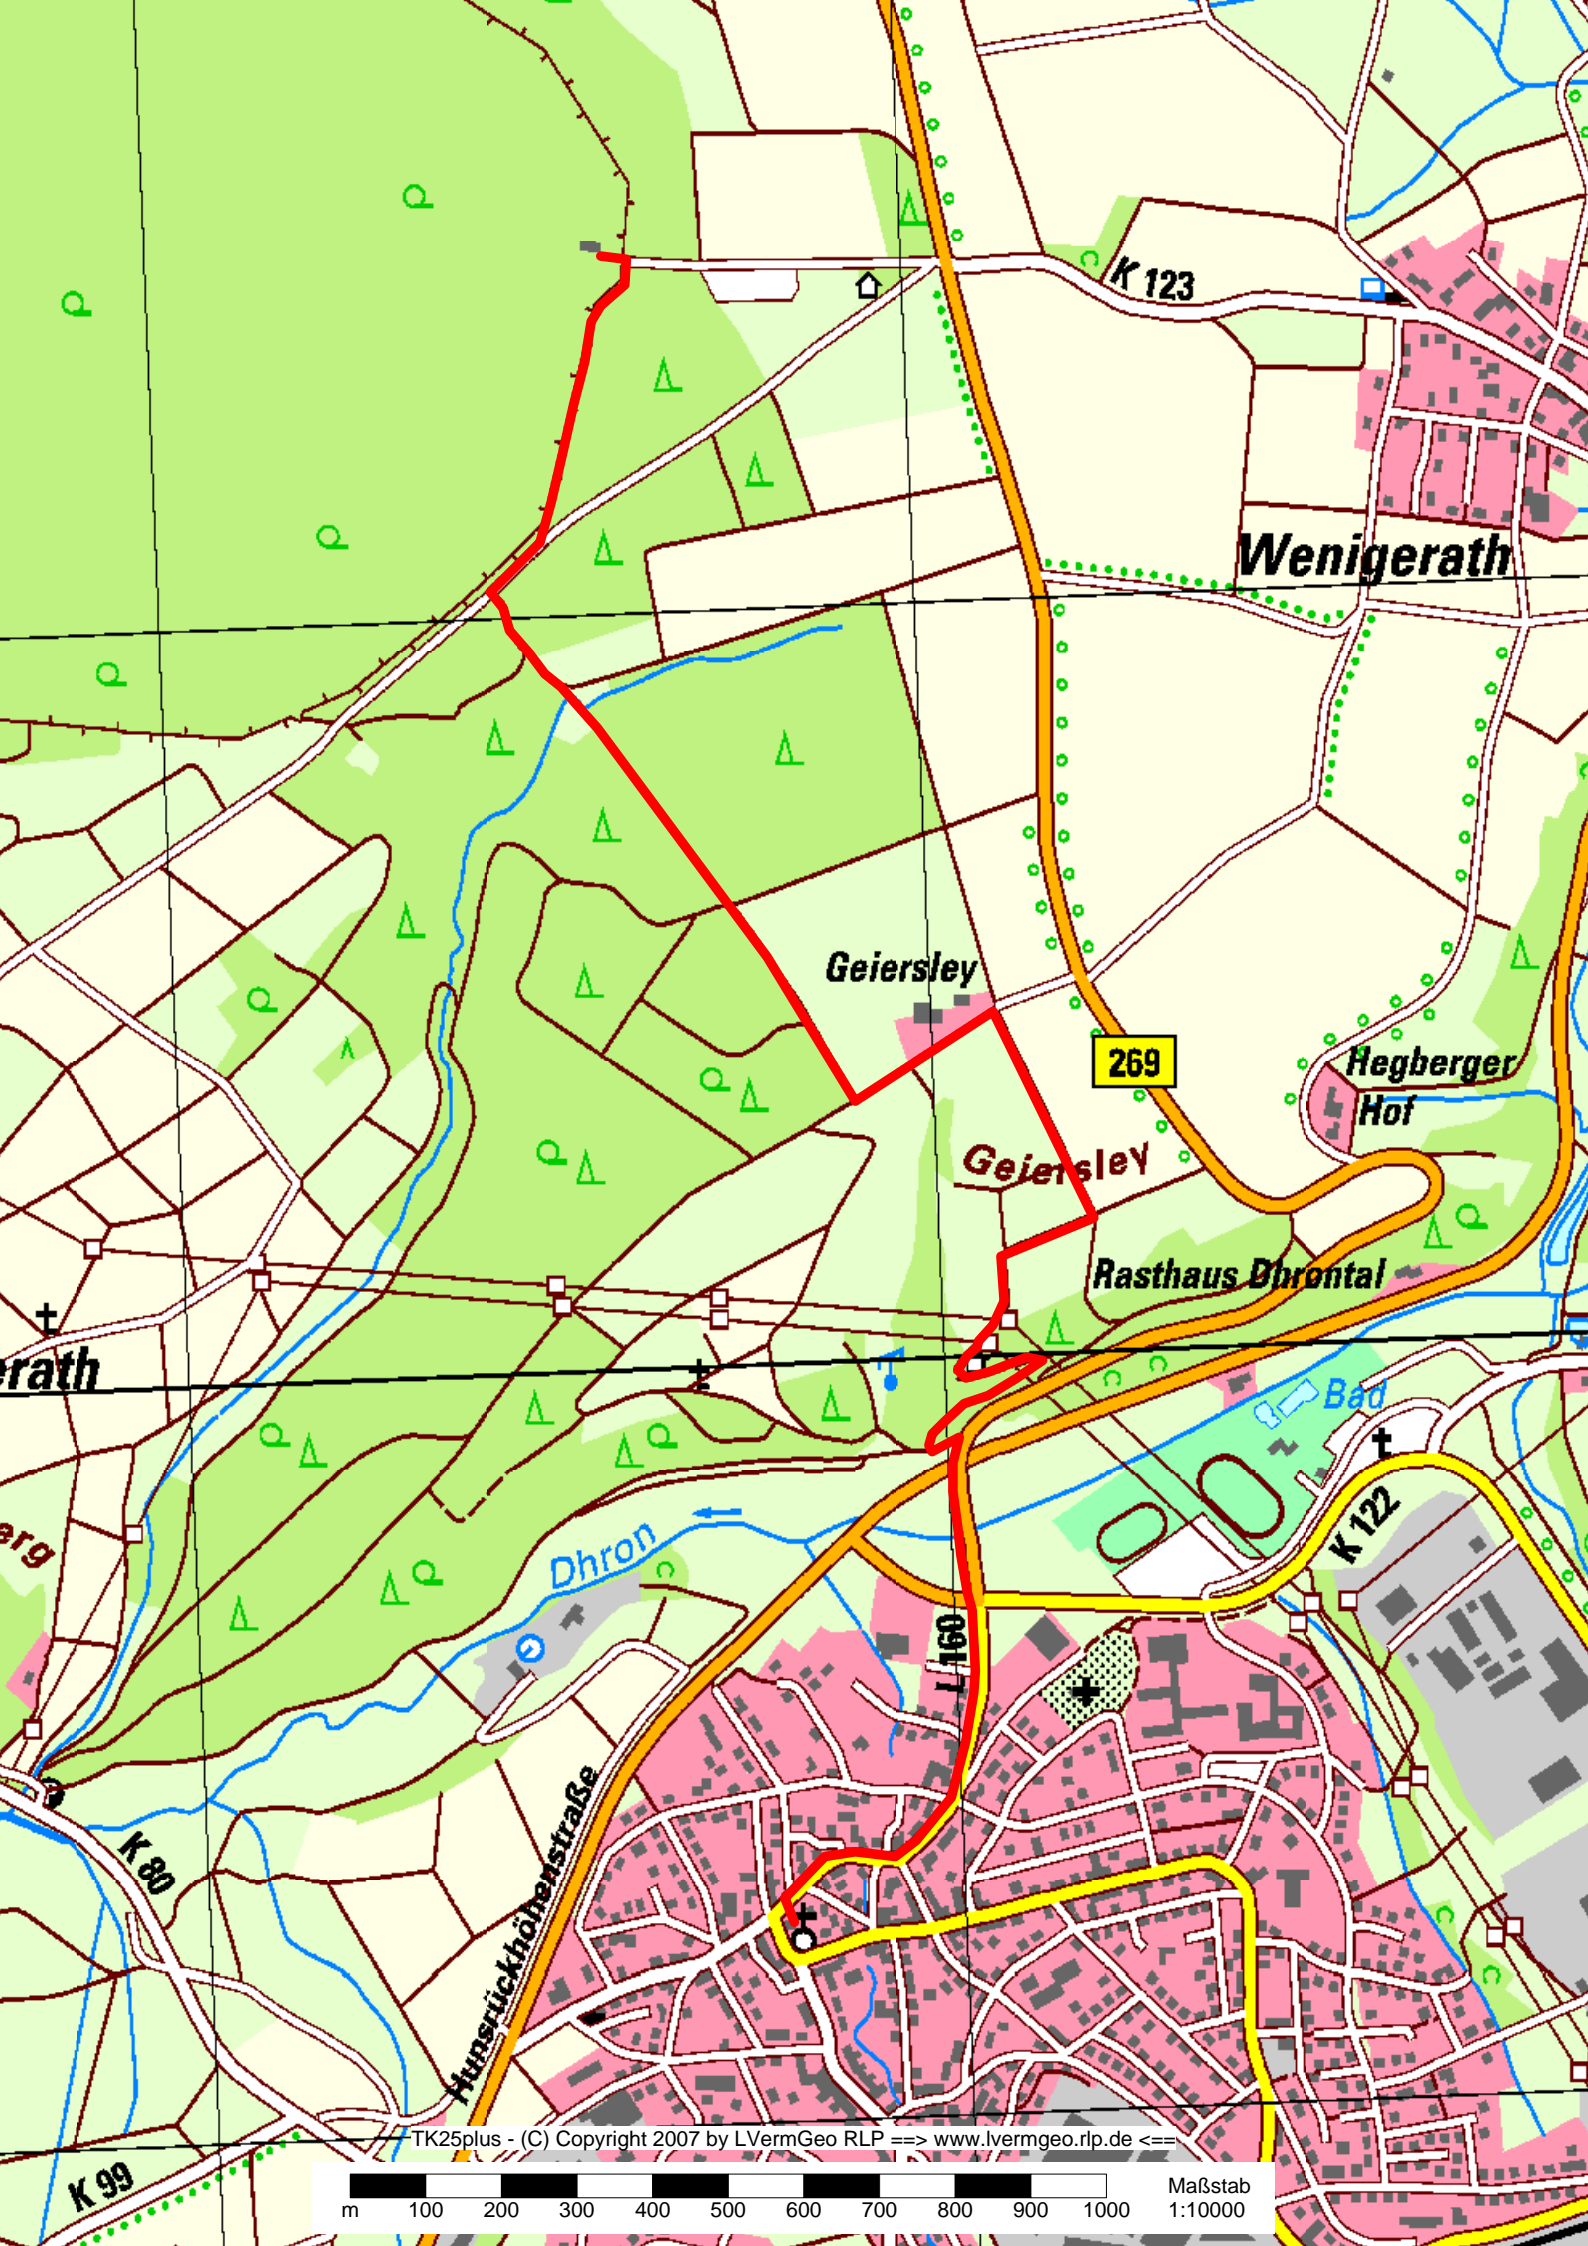 K 123
Wenigerath
Geiersley
269
Hegberger
Hof
Geiersley
Rasthaus Dhrontal
erath
Bad
K 122
erg
Dhron
L 160
Hunsrückhöhenstraße
K 80
K 99
TK25plus - (C) Copyright 2007 by LVermGeo RLP ==> www.lvermgeo.rlp.de <==
m 100 200 300 400 500 600 700 800 900 1000
Maßstab
1:10000